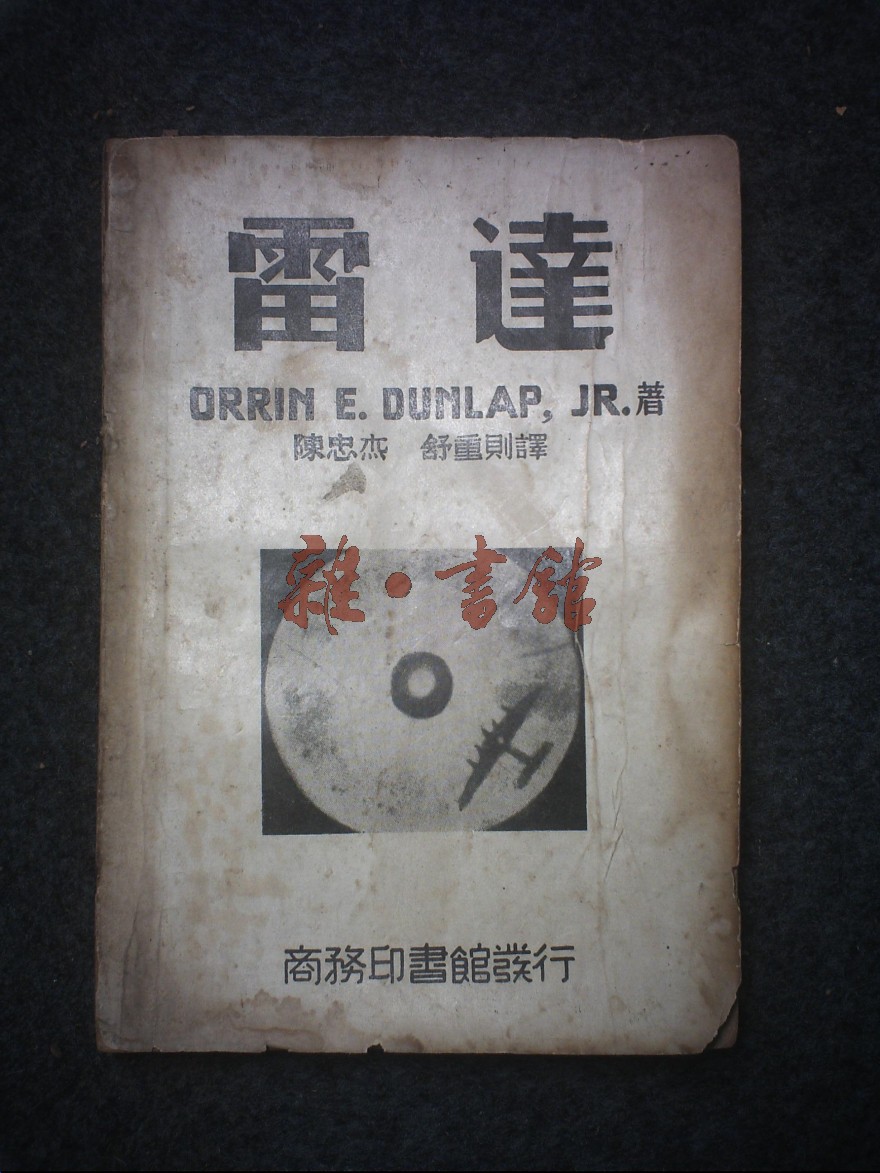 雷達
ORRIN E. DUNLAP, JR.著
陳忠杰 舒重則譯
雜·書館
商務印書館發行